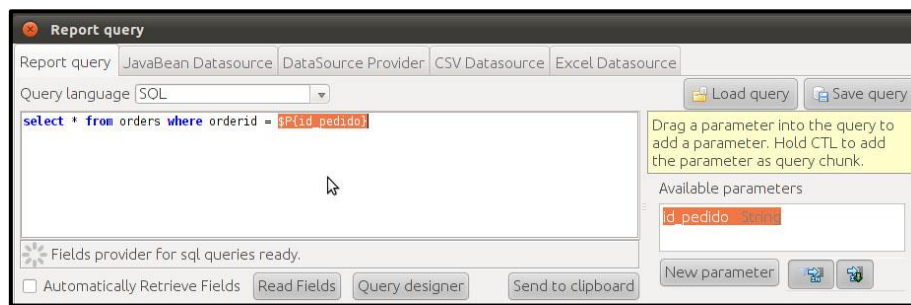 Report query
Report query JavaBean Datasource DataSource Provider CSV Datasource Excel Datasource
Query language SQL
Load query Save query
select * from orders where orderid = $P{id_pedido}
Drag a parameter into the query to
add a parameter. Hold CTL to add
the parameter as query chunk.
Available parameters
id_pedido String
Fields provider for sql queries ready.
New parameter
Automatically Retrieve Fields Read Fields Query designer Send to clipboard